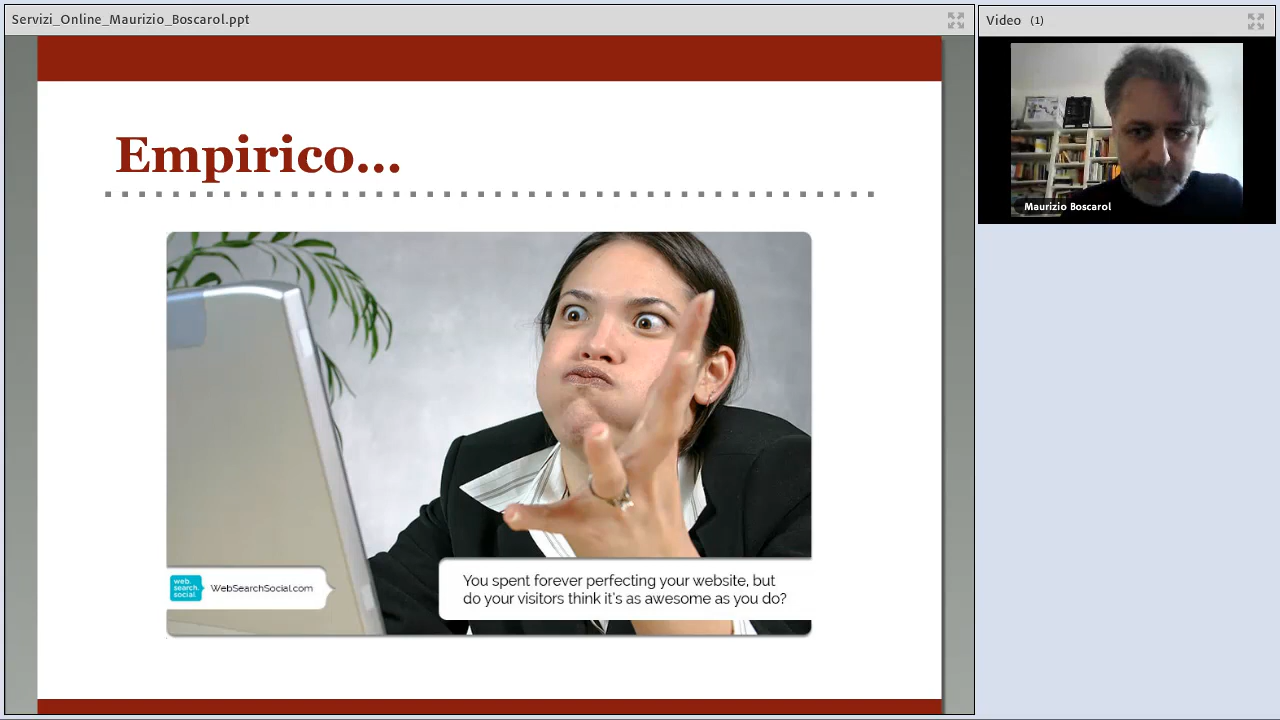 Servizi_Online_Maurizio_Boscarol.ppt
Video (1)
Maurizio Boscarol
Empirico...
web.
search.
social.
WebSearchSocial.com
You spent forever perfecting your website, but
do your visitors think it's as awesome as you do?